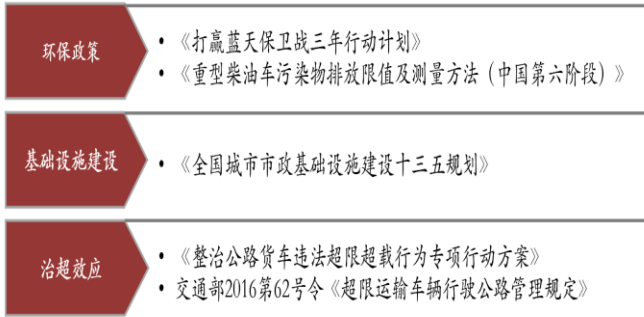 环保政策
• 《打赢蓝天保卫战三年行动计划》
• 《重型柴油车污染物排放限值及测量方法（中国第六阶段）》
基础设施建设
• 《全国城市市政基础设施建设十三五规划》
治超效应
• 《整治公路货车违法超限超载行为专项行动方案》
• 交通部2016第62号令《超限运输车辆行驶公路管理规定》